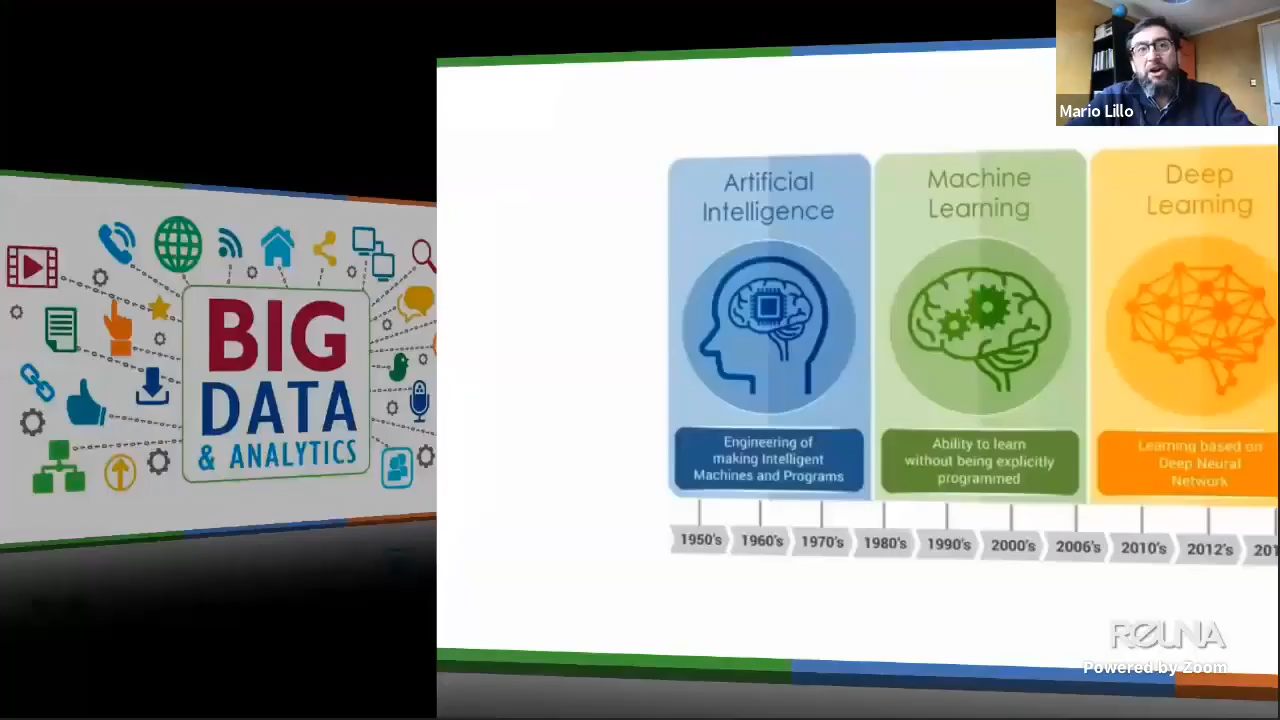 Mario Lillo
BIG
DATA
& ANALYTICS
Artificial
Intelligence
Engineering of
making Intelligent
Machines and Programs
Machine
Learning
Ability to learn
without being explicitly
programmed
Deep
Learning
Learning based on
Deep Neural
Network
1950's
1960's
1970's
1980's
1990's
2000's
2006's
2010's
2012's
REUNA
Powered by Zoom